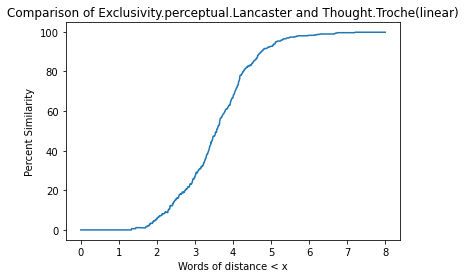 Comparison of Exclusivity.perceptual.Lancaster and Thought.Troche(linear)
100
80
60
40
20
0
Percent Similarity
0 1 2 3 4 5 6 7 8
Words of distance < x